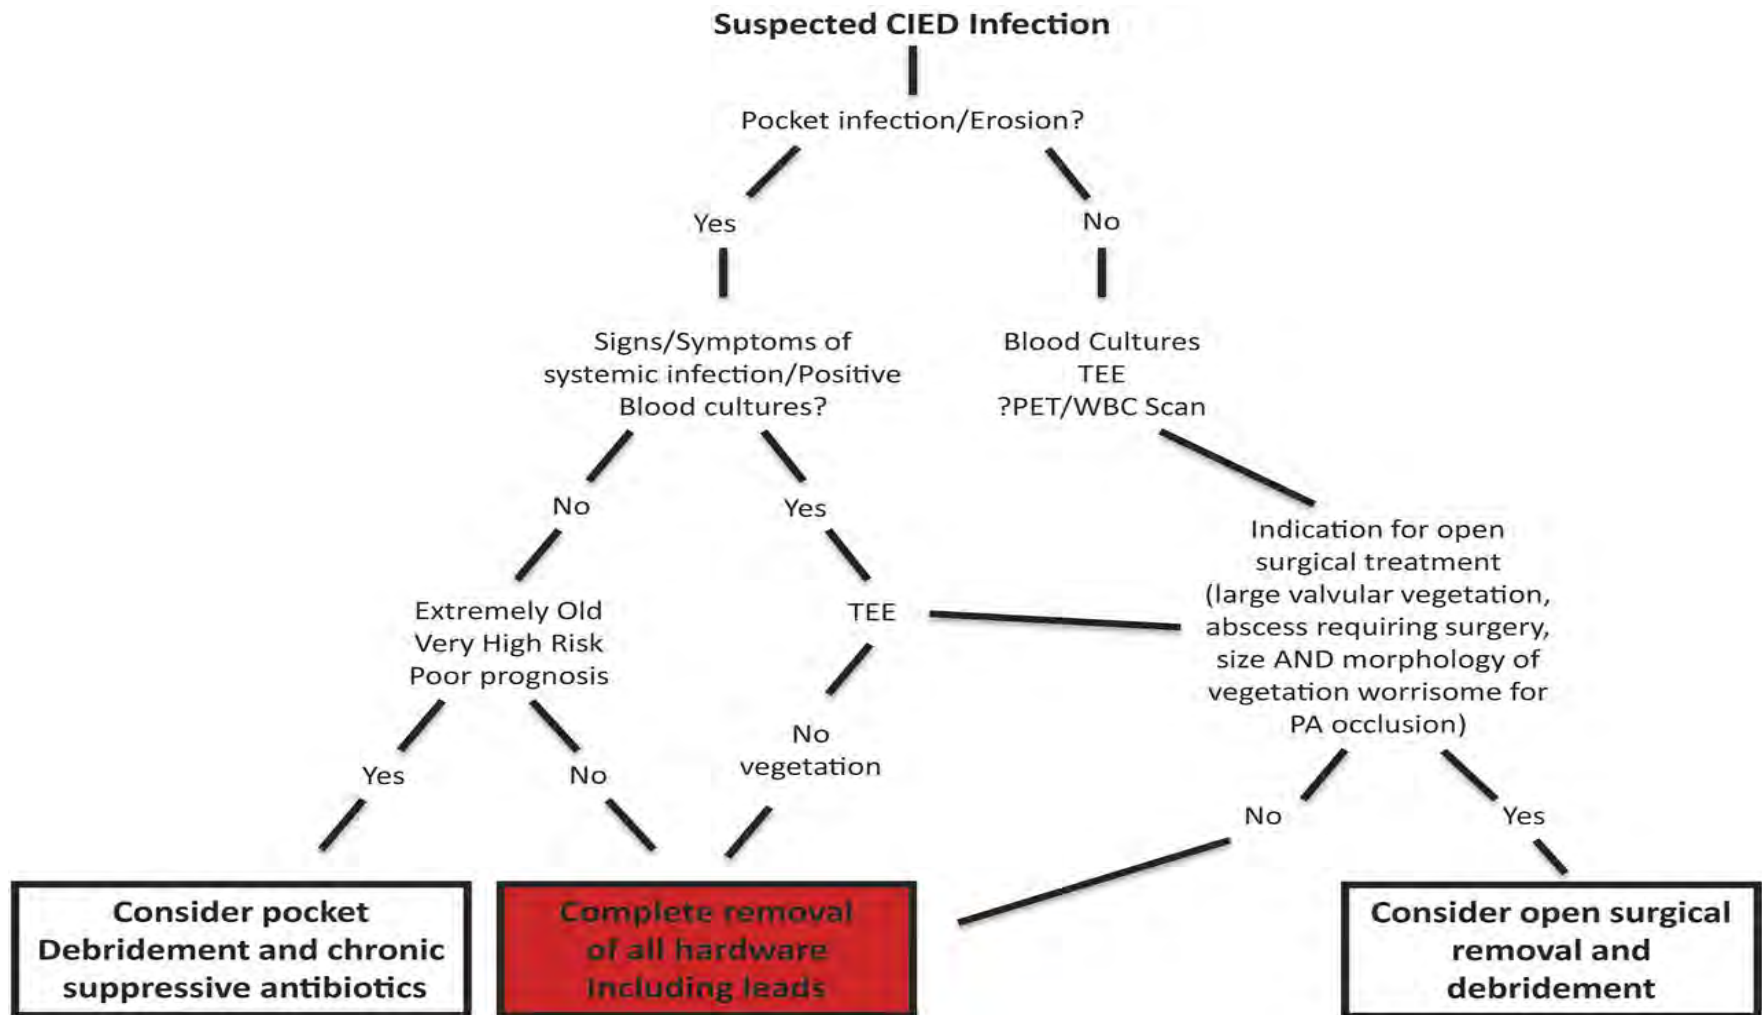 Suspected CIED Infection
Pocket infection/Erosion?
Yes
No
Signs/Symptoms of
systemic infection/Positive
Blood cultures?
Blood Cultures
TEE
?PET/WBC Scan
No
Yes
Indication for open
surgical treatment
(large valvular vegetation,
abscess requiring surgery,
size AND morphology of
vegetation worrisome for
PA occlusion)
Extremely Old
Very High Risk
Poor prognosis
TEE
No
vegetation
Yes
No
No
Yes
Consider pocket
Debridement and chronic
suppressive antibiotics
Complete removal
of all hardware
Including leads
Consider open surgical
removal and
debridement